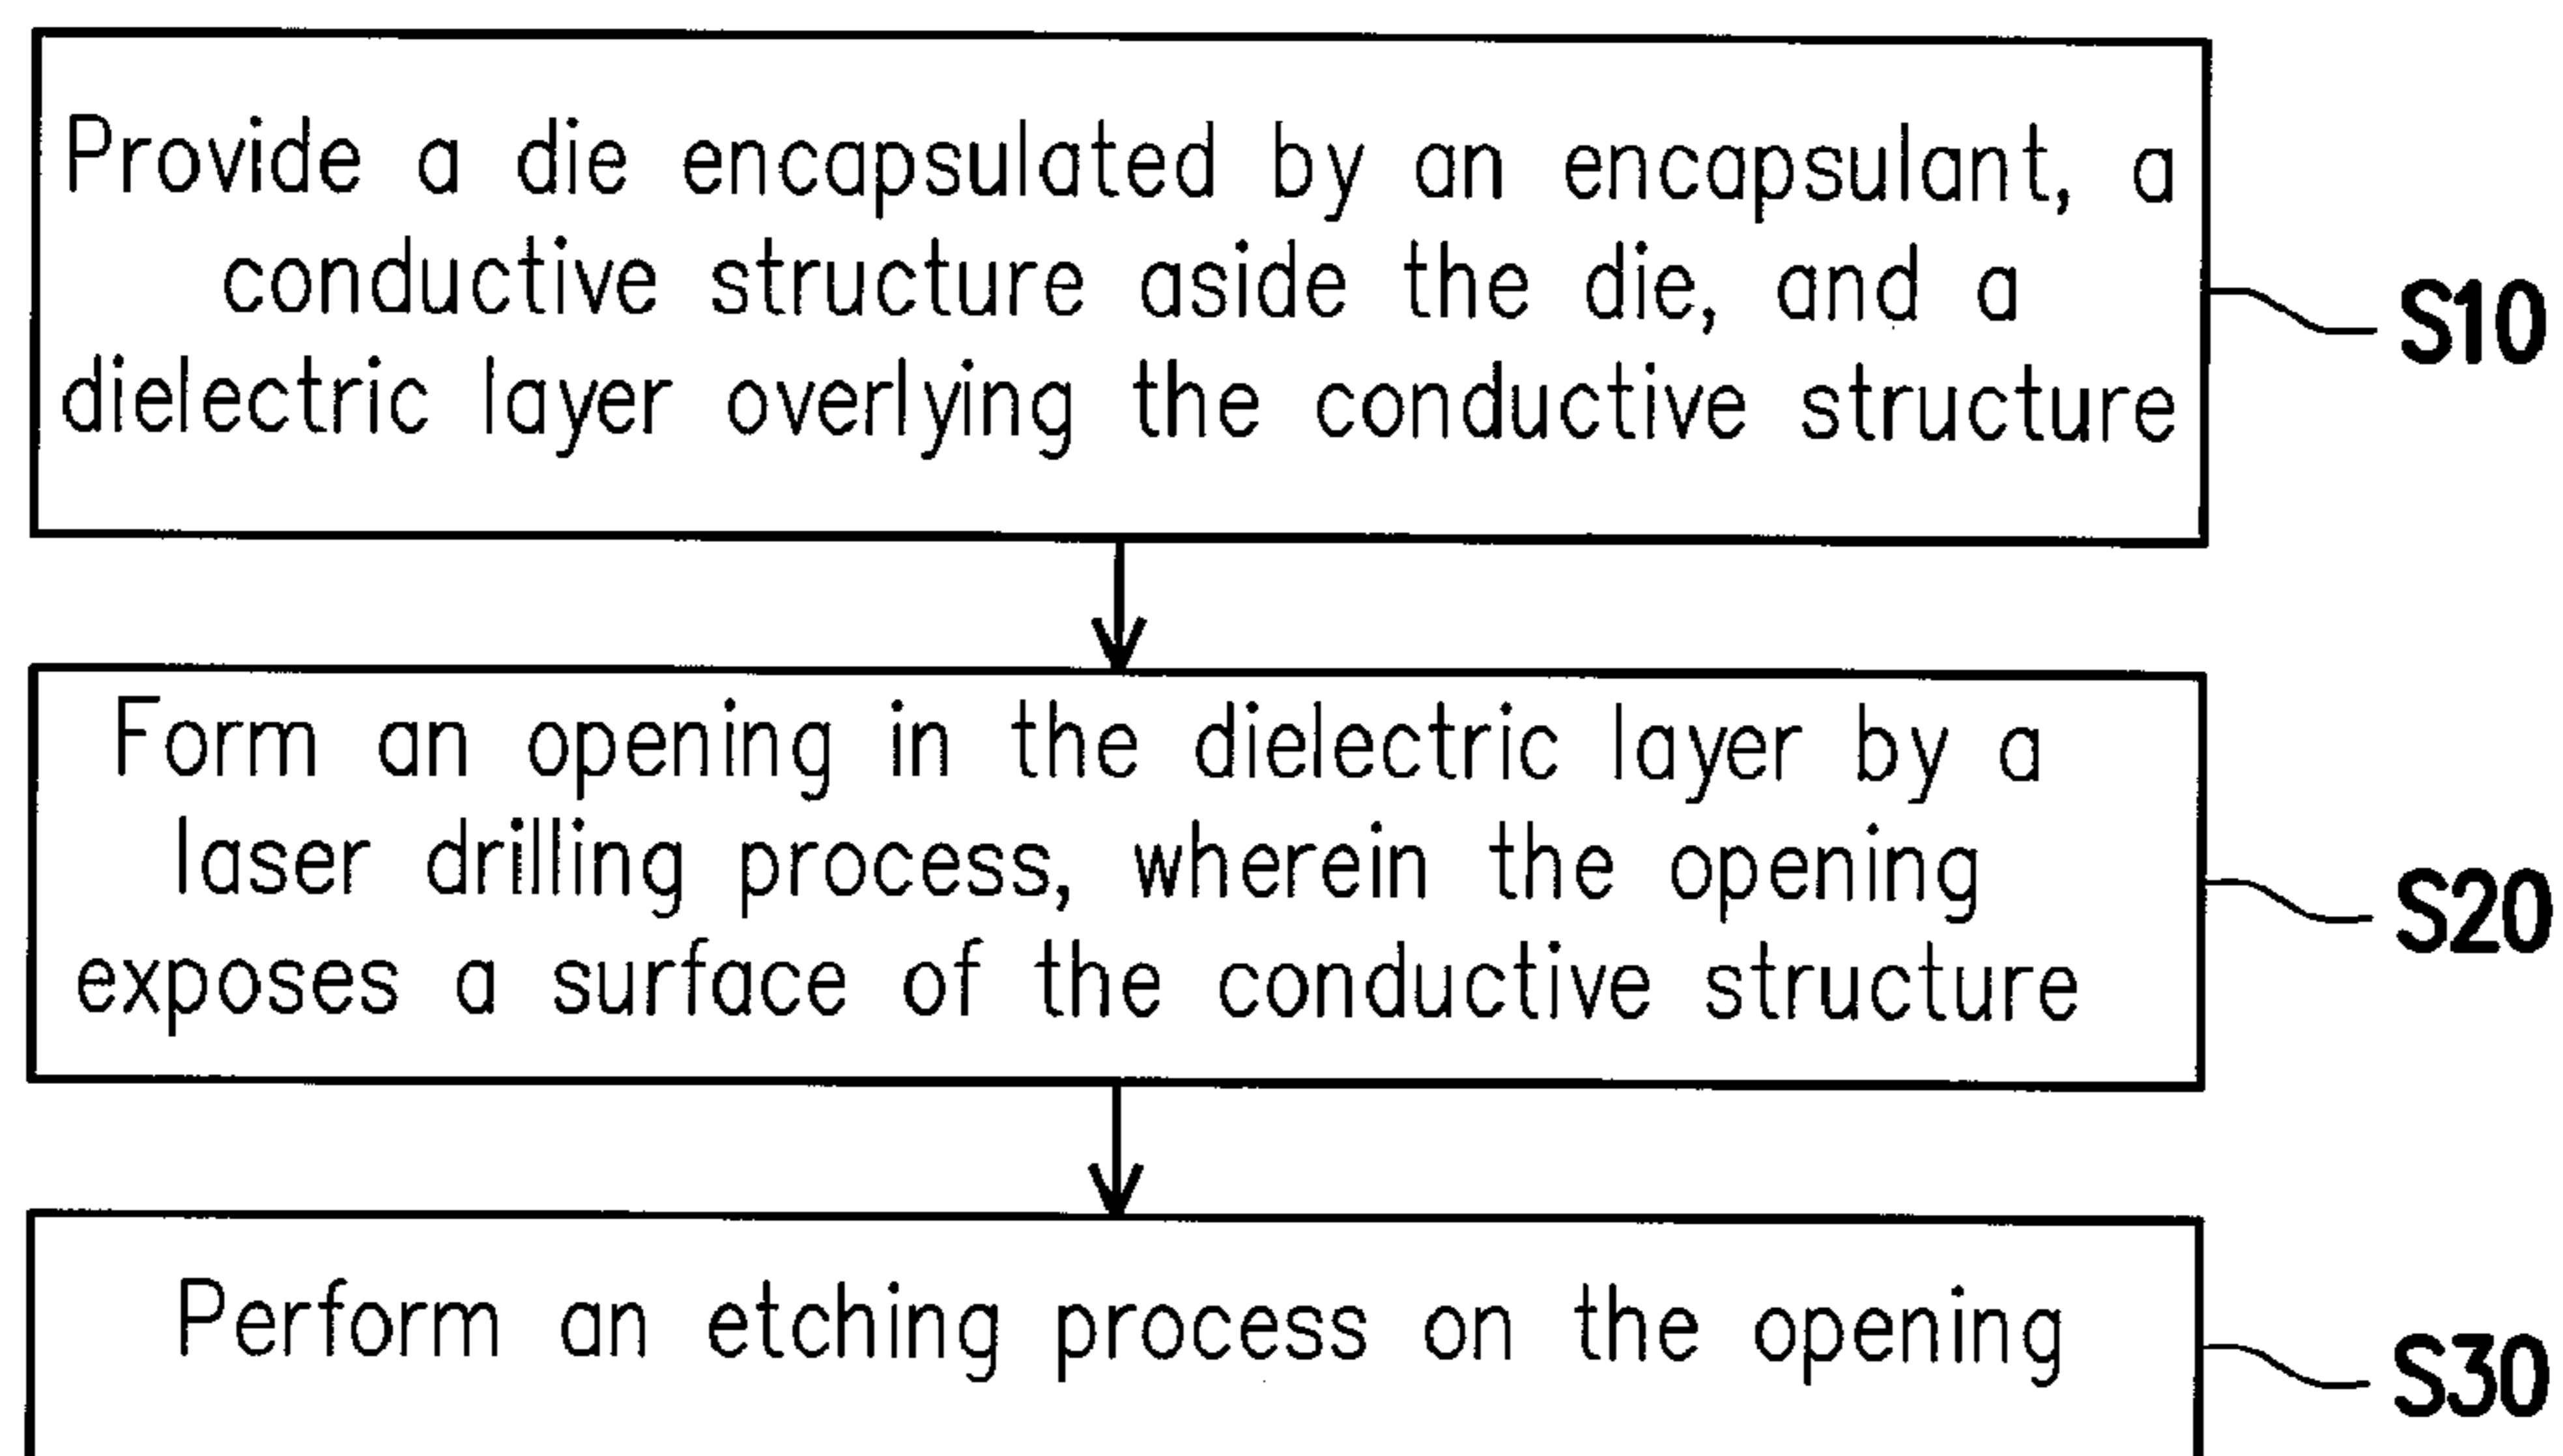 Provide a die encapsulated by an encapsulant, a
conductive structure aside the die, and a
dielectric layer overlying the conductive structure
S10
Form an opening in the dielectric layer by a
laser drilling process, wherein the opening
exposes a surface of the conductive structure
S20
Perform an etching process on the opening
S30